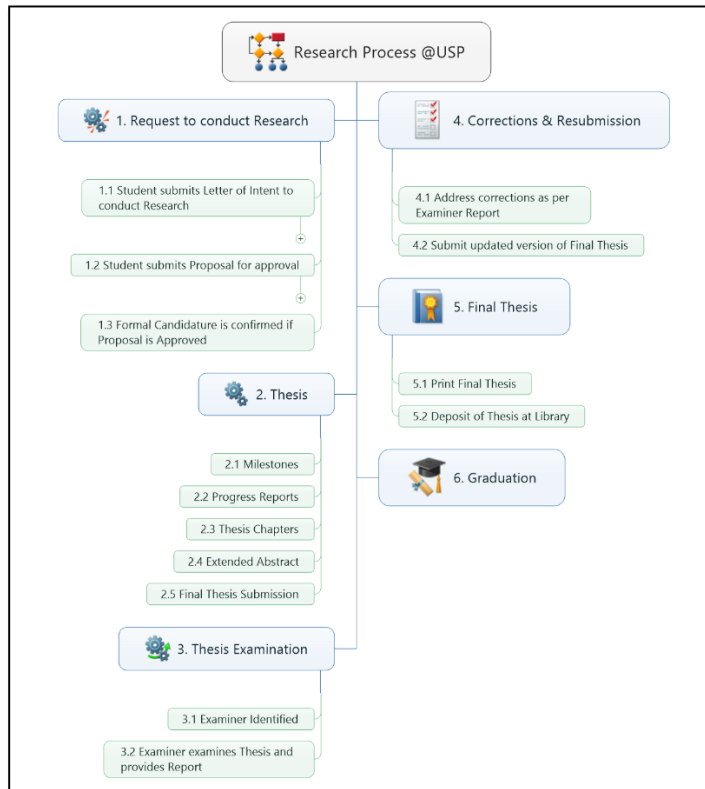 Research Process @USP
1. Request to conduct Research
1.1 Student submits Letter of Intent to
conduct Research
1.2 Student submits Proposal for approval
1.3 Formal Candidature is confirmed if
Proposal is Approved
2. Thesis
2.1 Milestones
2.2 Progress Reports
2.3 Thesis Chapters
2.4 Extended Abstract
2.5 Final Thesis Submission
3. Thesis Examination
3.1 Examiner Identified
3.2 Examiner examines Thesis and
provides Report
4. Corrections & Resubmission
4.1 Address corrections as per
Examiner Report
4.2 Submit updated version of Final Thesis
5. Final Thesis
5.1 Print Final Thesis
5.2 Deposit of Thesis at Library
6. Graduation